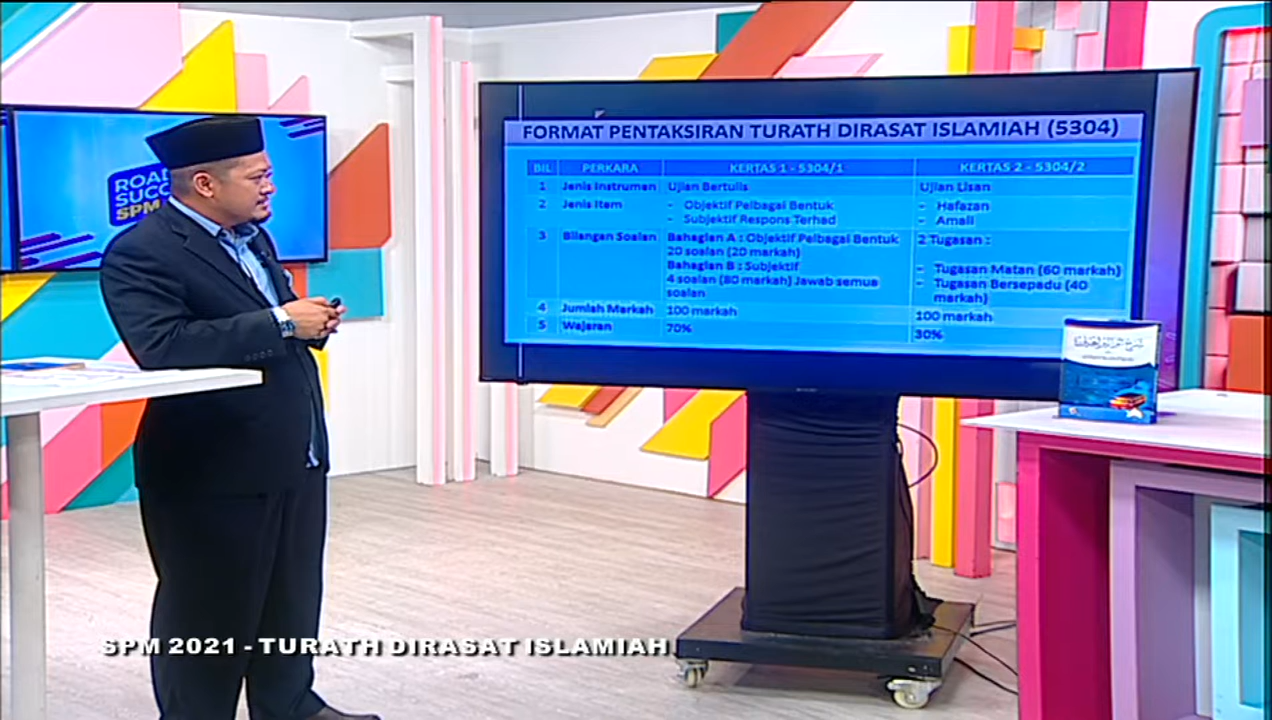 FORMAT PENTAKSIRAN TURATH DIRASAT ISLAMIAH (5304)
BIL PERKARA KERTAS 1 - 5304/1 KERTAS 2 - 5304/2
1 Jenis Instrumen Ujian Bertulis Ujian Lisan
2 Jenis Item - Objektif Pelbagai Bentuk - Hafazan
- Subjektif Respons Terhad - Amali
3 Bilangan Soalan Bahagian A : Objektif Pelbagai Bentuk 2 Tugasan :
20 soalan (20 markah)
Bahagian B : Subjektif - Tugasan Matan (60 markah)
4 soalan (80 markah) Jawab semua - Tugasan Bersepadu (40
soalan markah)
4 Jumlah Markah 100 markah 100 markah
5 Wajaran 70% 30%
ROAD
SUCC
SPM
SPM 2021 - TURATH DIRASAT ISLAMIAH